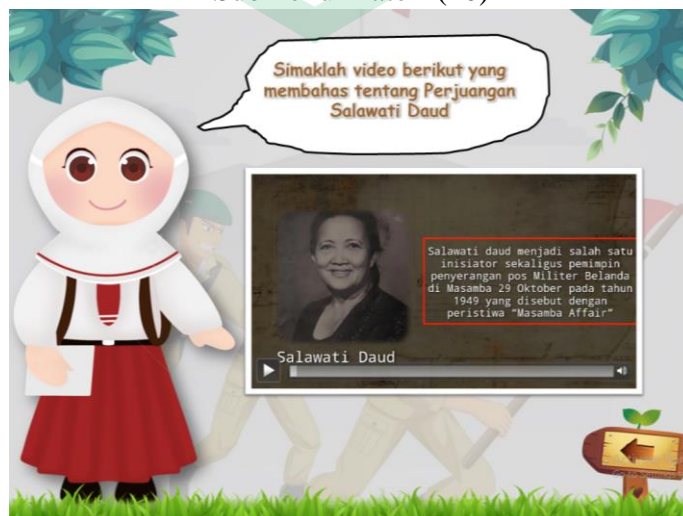 Simaklah video berikut yang
membahas tentang Perjuangan
Salawati Daud
Salawati daud menjadi salah satu
inisiator sekaligus pemimpin
penyerangan pos Militer Belanda
di Masamba 29 Oktober pada tahun
1949 yang disebut dengan
peristiwa "Masamba Affair"
Salawati Daud